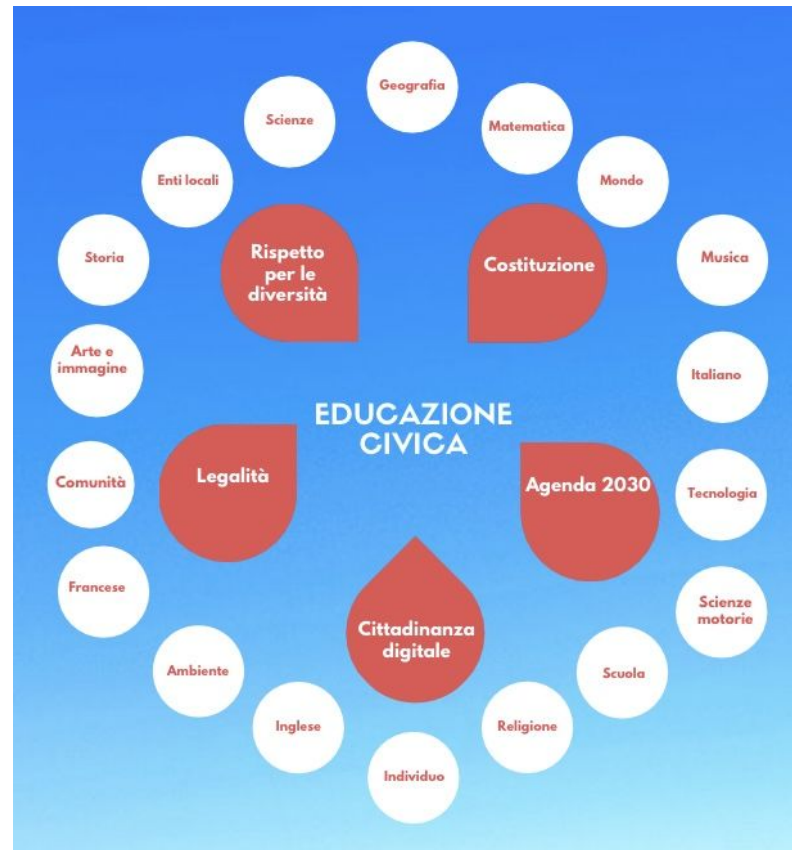 Geografia
Scienze
Matematica
Enti locali
Mondo
Storia
Rispetto
per le
diversità
Costituzione
Musica
Arte e
immagine
Italiano
EDUCAZIONE
CIVICA
Comunità
Legalità
Agenda 2030
Tecnologia
Francese
Scienze
motorie
Cittadinanza
digitale
Ambiente
Scuola
Inglese
Religione
Individuo